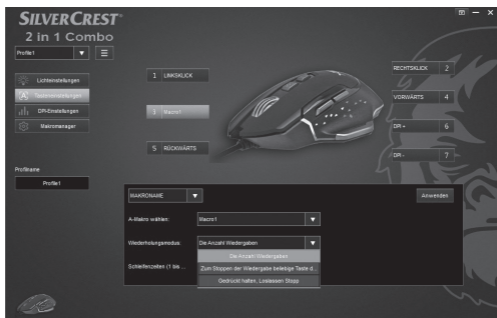 SILVERCREST®
2 in 1 Combo
Profile1
Lichteinstellungen
Tasteneinstellungen
DPI-Einstellungen
Makromanager
Profilname
Profile1
1 LINKSKLICK
3 Macro1
5 RÜCKWÄRTS
RECHTSKLICK 2
VORWÄRTS 4
DPI + 6
DPI - 7
MAKRONAME
Anwenden
A-Makro wählen: Macro1
Wiederholungsmodus: Die Anzahl Wiedergaben
Die Anzahl Wiedergaben
Schleifenzeiten (1 bis ... Zum Stoppen der Wiedergabe beliebige Taste d...
Gedrückt halten, Loslassen Stopp